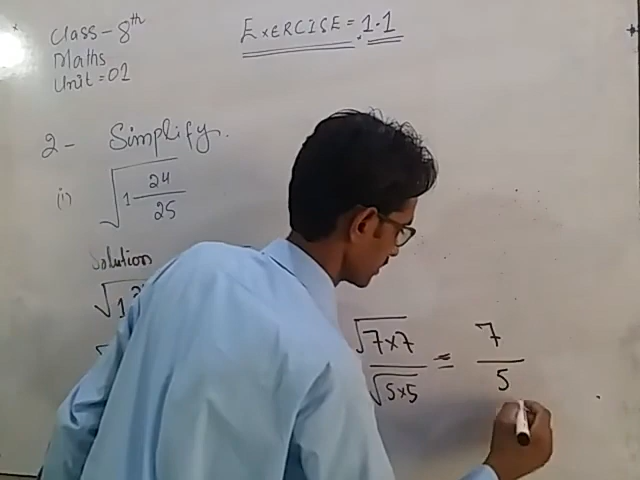 Class-8th
Maths
Unit=01
EXERCISE=1.1
2- Simplify.
(i) √1 24/25
Solution
√1
√7×7/√5×5 = 7/5